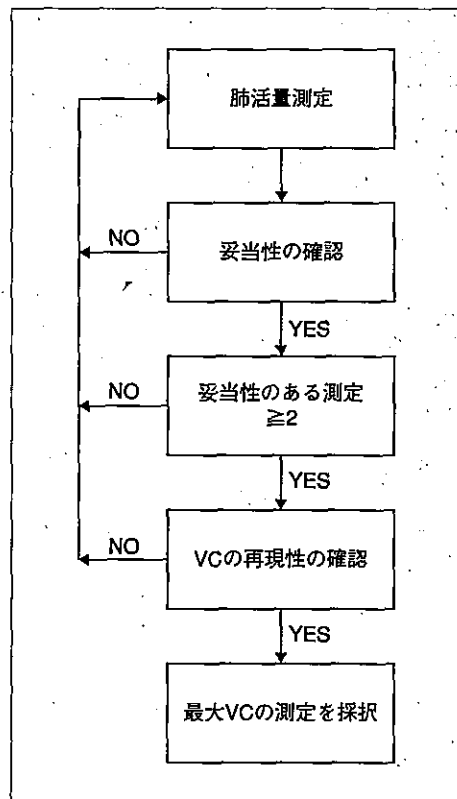 肺活量測定
NO
妥当性の確認
YES
NO
妥当性のある測定
≧2
YES
NO
VCの再現性の確認
YES
最大VCの測定を採択